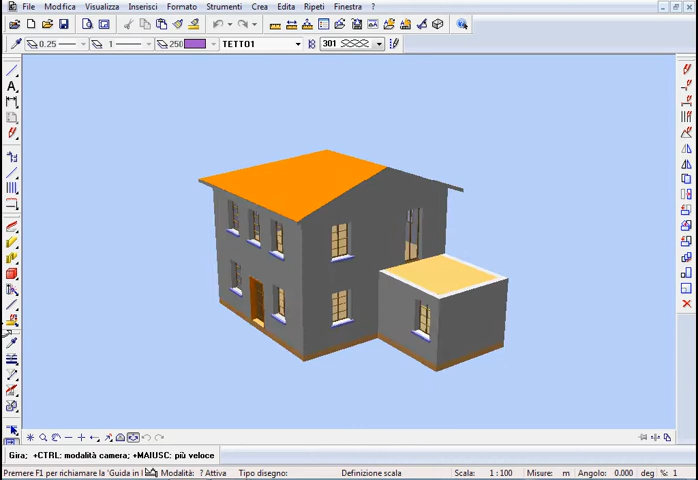 File Modifica Visualizza Inserisci Formato Strumenti Crea Edita Ripeti Finestra ?
0.25 1 250 TETTO1 301
Gira; +CTRL: modalità camera; +MAIUSC: più veloce
Premere F1 per richiamare la 'Guida in l Modalità: ? Attiva Tipo disegno: Definizione scala Scala: 1:100 Misure: m Angolo: 0.000 %: 1